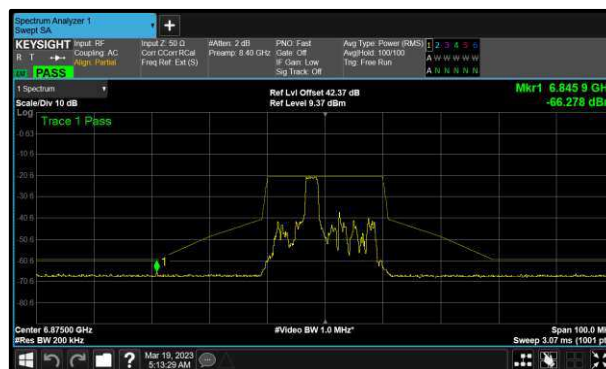 Spectrum Analyzer 1
Swept SA
KEYSIGHT Input: RF Input Z: 50 Ω #Atten: 2 dB PNO: Fast Avg Type: Power (RMS) 1 2 3 4 5 6
R T Coupling: AC Corr CCorr RCal Preamp: 8.40 GHz Gate: Off Avg|Hold: 100/100 A W W W W W
Align: Partial Freq Ref: Ext (S) IF Gain: Low Trig: Free Run
PASS Sig Track: Off A N N N N N
1 Spectrum
Scale/Div 10 dB
Ref Lvl Offset 42.37 dB
Ref Level 9.37 dBm
Mkr1 6.845 9 GH
-66.278 dBm
Log
Trace 1 Pass
-0.63
-10.6
-20.6
-30.6
-40.6
-50.6
-60.6
1
-70.6
-80.6
Center 6.87500 GHz #Video BW 1.0 MHz* Span 100.0 M
#Res BW 200 kHz Sweep 3.07 ms (1001 pt
Mar 19, 2023
5:13:29 AM